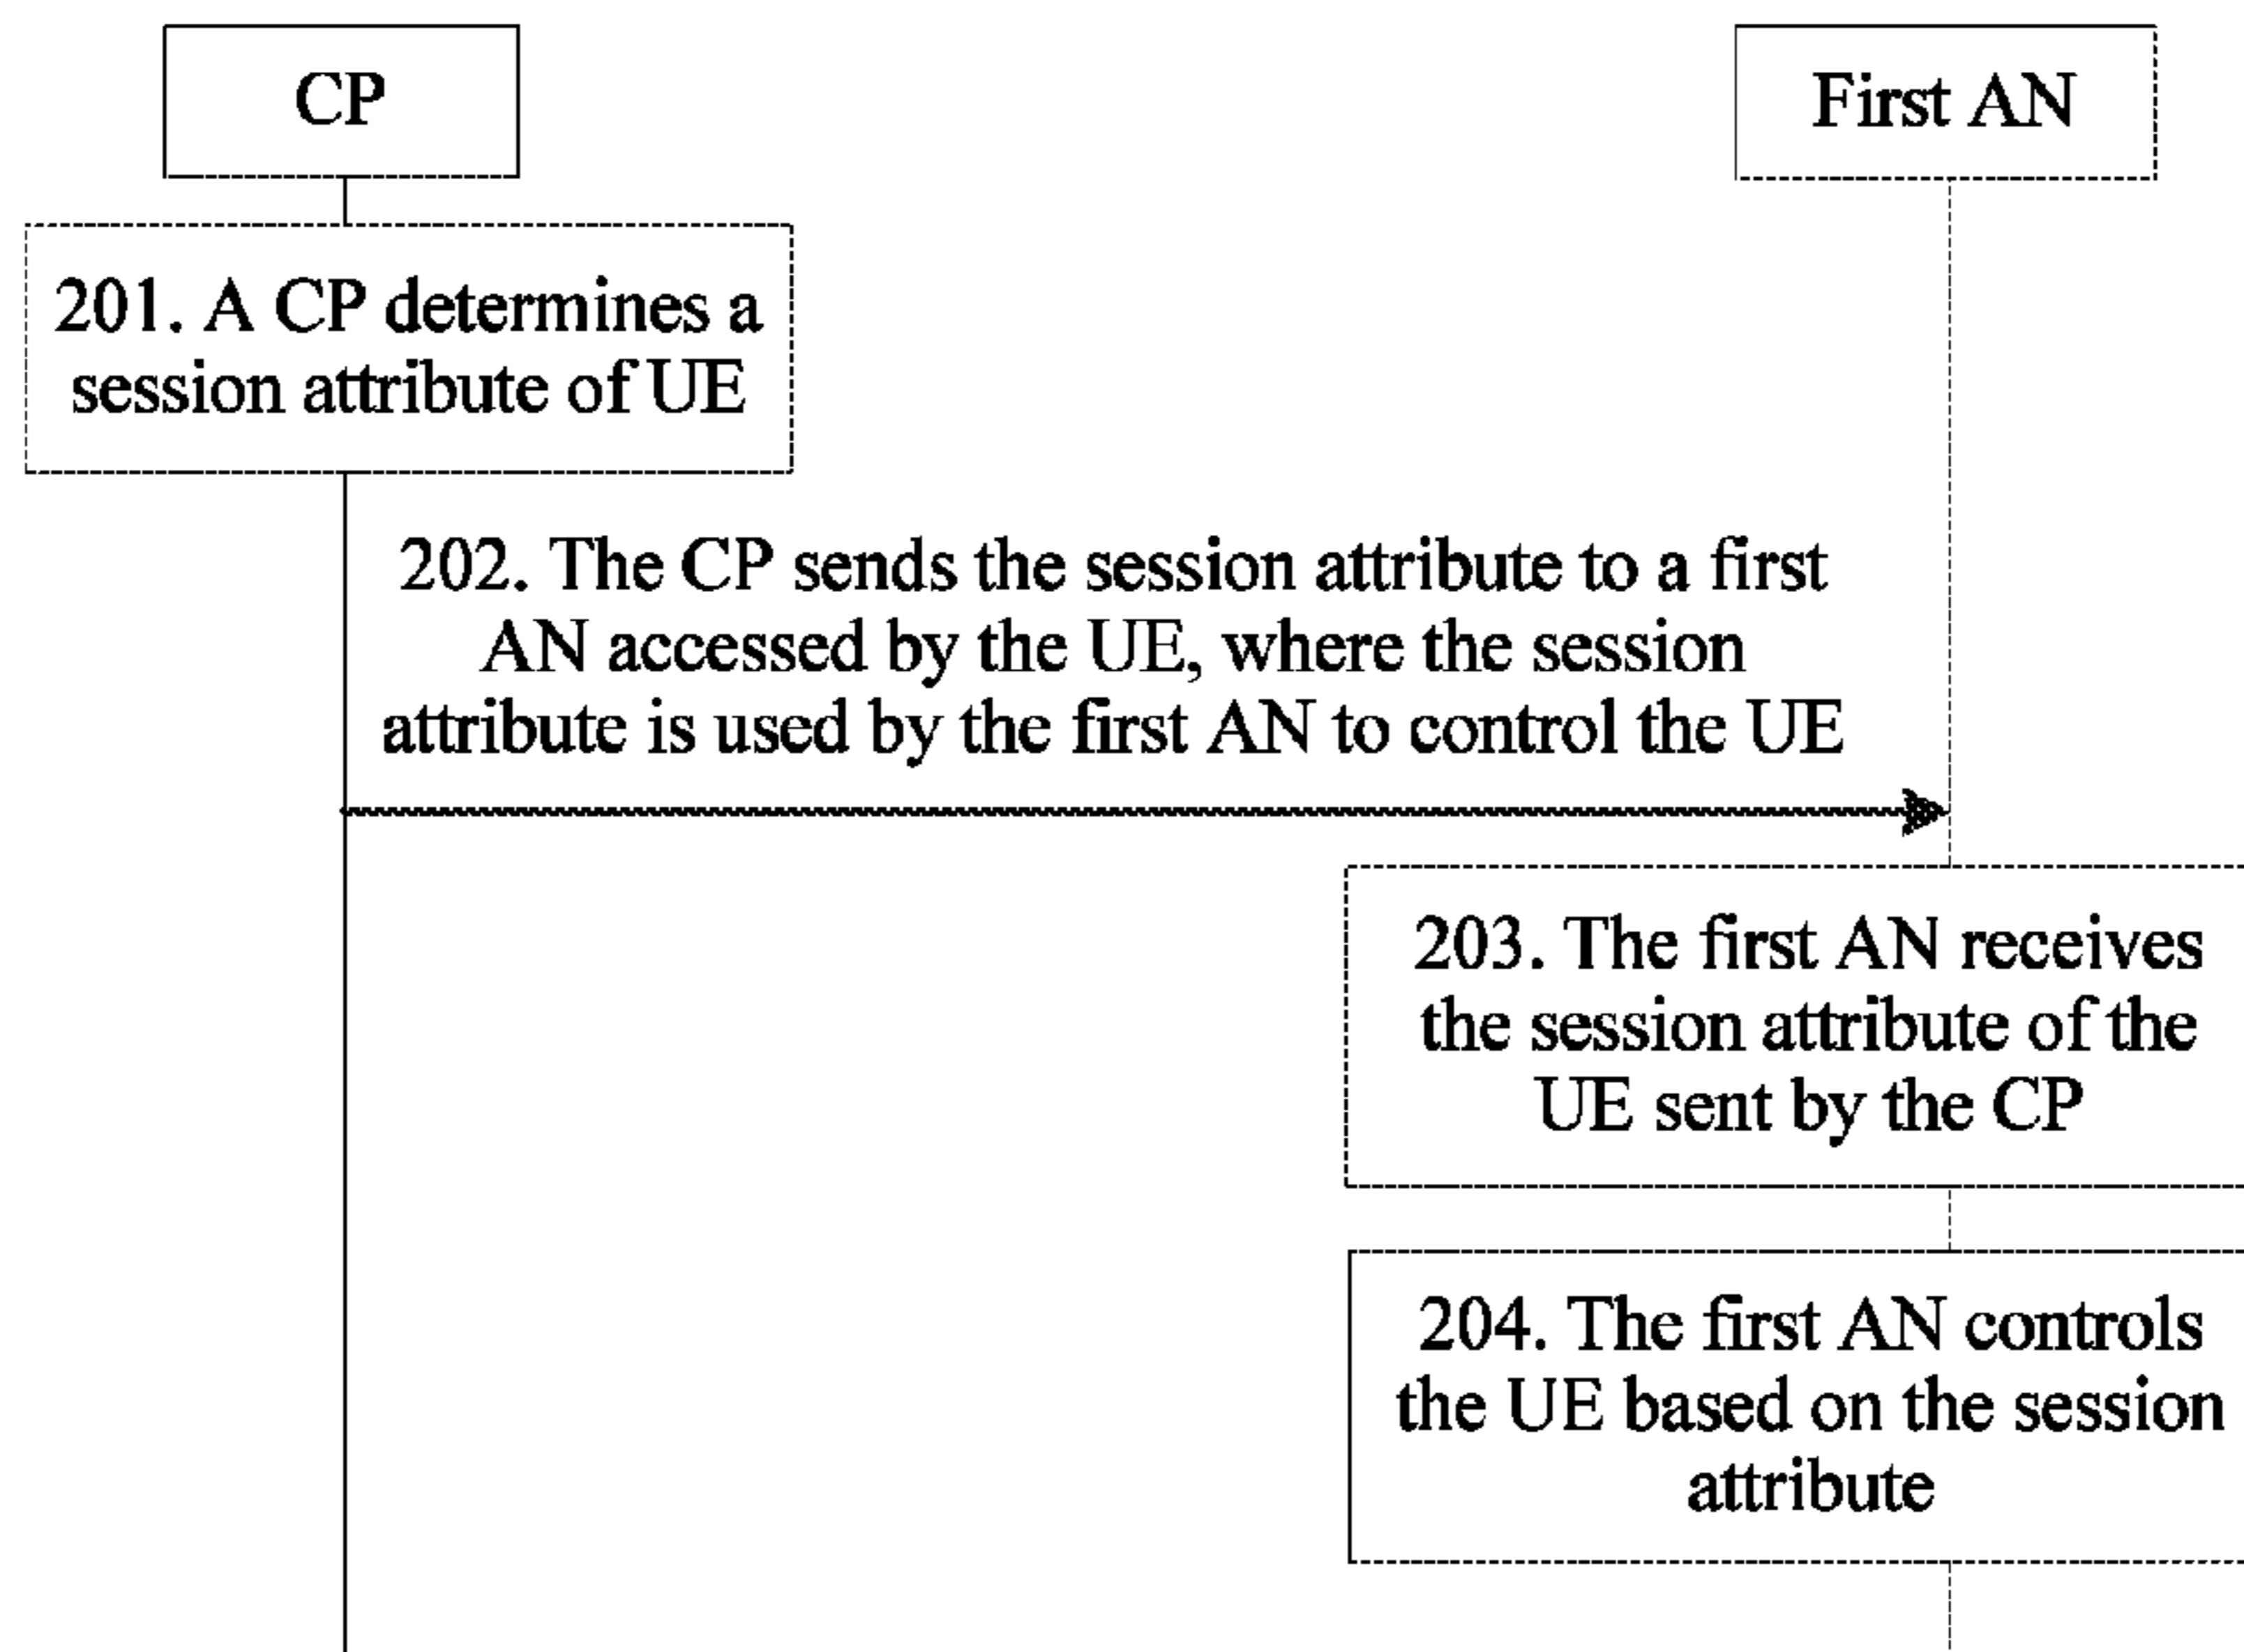 CP
First AN
201. A CP determines a
session attribute of UE
202. The CP sends the session attribute to a first
AN accessed by the UE, where the session
attribute is used by the first AN to control the UE
203. The first AN receives
the session attribute of the
UE sent by the CP
204. The first AN controls
the UE based on the session
attribute